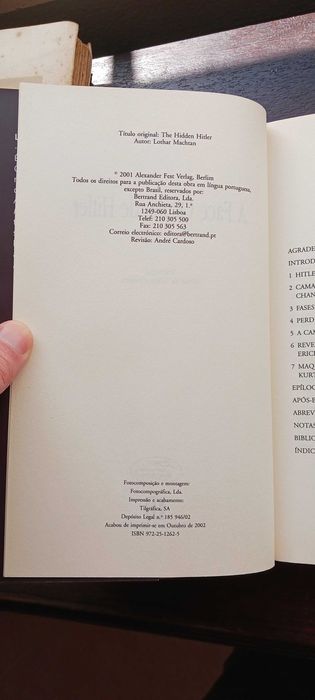 Título original: The Hidden Hitler
Autor: Lothar Machtan
© 2001 Alexander Fest Verlag, Berlim
Todos os direitos para a publicação desta obra em língua portuguesa,
excepto Brasil, reservados por:
Bertrand Editora, Lda.
Rua Anchieta, 29, 1.º
1249-060 Lisboa
Telef: 210 305 500
Fax: 210 305 563
Correio electrónico: editora@bertrand.pt
Revisão: André Cardoso
Fotocomposição e montagem:
Fotocompográfica, Lda.
Impressão e acabamento:
Tilgráfica, SA
Depósito Legal n.º 185 946/02
Acabou de imprimir-se em Outubro de 2002
ISBN 972-25-1262-5
AGRADE
INTROD
1 HITLE
2 CAMA
CHAN
3 FASES
4 PERD
5 A CAR
6 REVE
ERIC
7 MAQ
KURT
EPÍLOG
APÓS-E
ABREV
NOTAS
BIBLIO
ÍNDIC